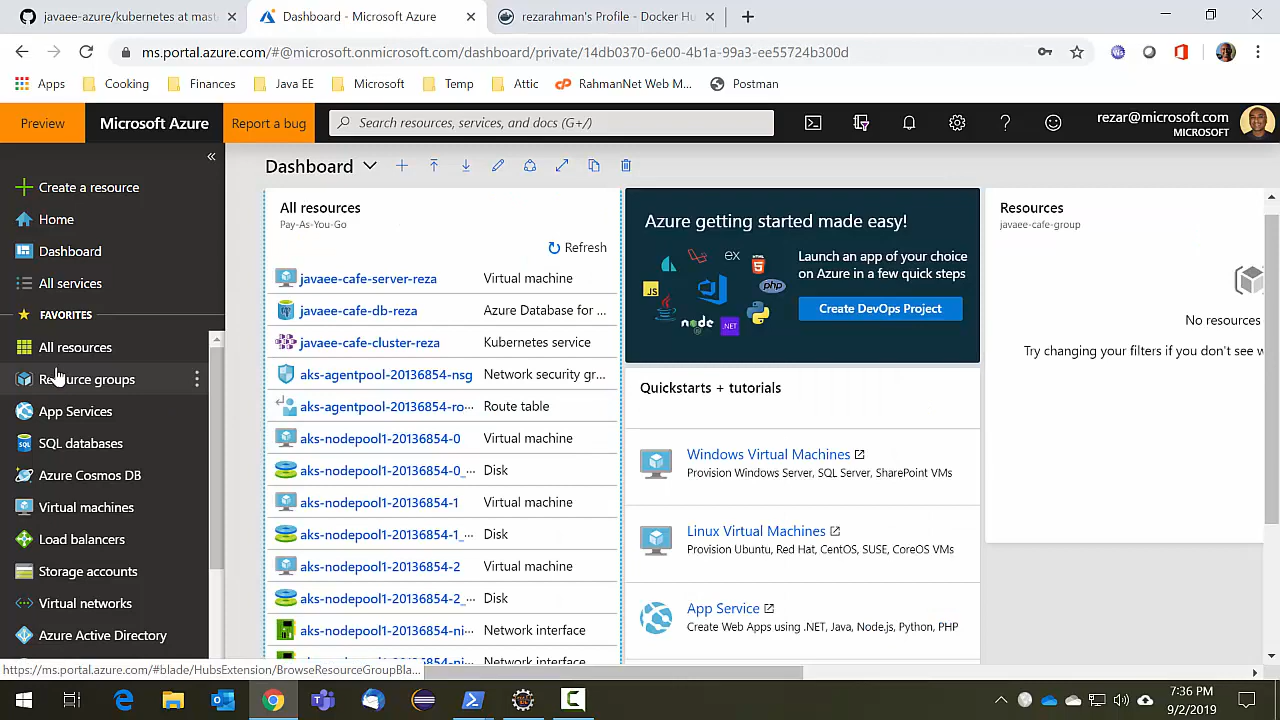 javaee-azure/kubernetes at mast
Dashboard - Microsoft Azure
rezarahman's Profile - Docker Hu
ms.portal.azure.com/#@microsoft.onmicrosoft.com/dashboard/private/14db0370-6e00-4b1a-99a3-ee55724b300d
Apps
Cooking
Finances
Java EE
Microsoft
Temp
Attic
RahmanNet Web M...
Postman
Preview
Microsoft Azure
Report a bug
Search resources, services, and docs (G+/)
rezar@microsoft.com
MICROSOFT
Create a resource
Home
Dashboard
All services
FAVORITES
All resources
Resource groups
App Services
SQL databases
Azure Cosmos DB
Virtual machines
Load balancers
Storage accounts
Virtual networks
Azure Active Directory
https://ms.portal.azure.com/#blade/HubsExtension/BrowseResourceGroupBla...
Dashboard
All resources
Pay-As-You-Go
Refresh
javaee-cafe-server-reza Virtual machine
javaee-cafe-db-reza Azure Database for ...
javaee-cafe-cluster-reza Kubernetes service
aks-agentpool-20136854-nsg Network security gr...
aks-agentpool-20136854-ro... Route table
aks-nodepool1-20136854-0 Virtual machine
aks-nodepool1-20136854-0_... Disk
aks-nodepool1-20136854-1 Virtual machine
aks-nodepool1-20136854-1_... Disk
aks-nodepool1-20136854-2 Virtual machine
aks-nodepool1-20136854-2_... Disk
aks-nodepool1-20136854-ni... Network interface
aks-nodepool1-20136854-ni... Network interface
Azure getting started made easy!
JS
ex
php
node
.NET
Launch an app of your choice
on Azure in a few quick steps
Create DevOps Project
Quickstarts + tutorials
Windows Virtual Machines
Provision Windows Server, SQL Server, SharePoint VMs
Linux Virtual Machines
Provision Ubuntu, Red Hat, CentOS, SUSE, CoreOS VMs
App Service
Create Web Apps using .NET, Java, Node.js, Python, PHP
Resources
javaee-cafe-group
No resources
Try changing your filters if you don't see w
7:36 PM
9/2/2019